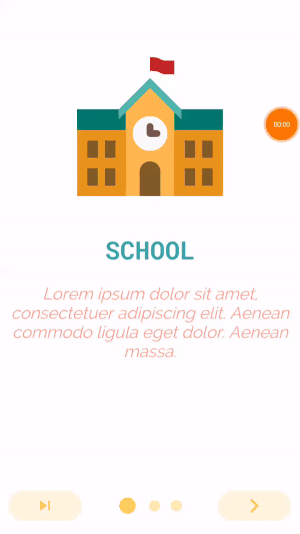 00:00
SCHOOL
Lorem ipsum dolor sit amet,
consectetuer adipiscing elit. Aenean
commodo ligula eget dolor. Aenean
massa.